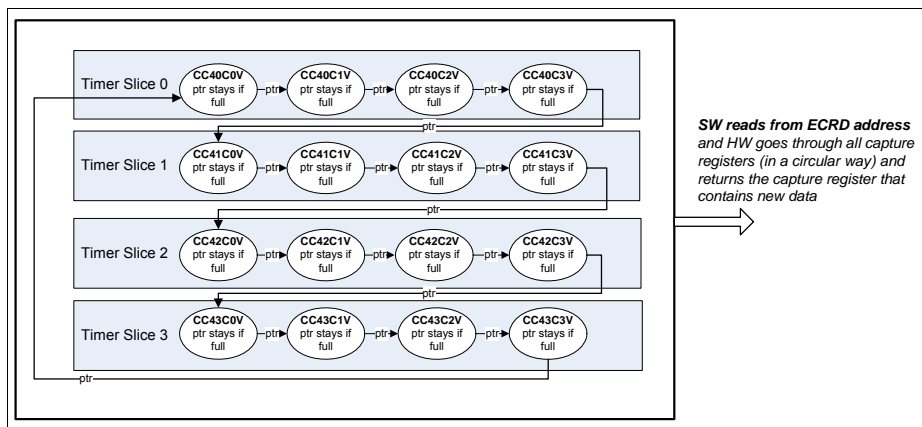 Timer Slice 0
CC40C0V
ptr stays if
full
ptr
CC40C1V
ptr stays if
full
ptr
CC40C2V
ptr stays if
full
ptr
CC40C3V
ptr stays if
full
ptr
Timer Slice 1
CC41C0V
ptr stays if
full
ptr
CC41C1V
ptr stays if
full
ptr
CC41C2V
ptr stays if
full
ptr
CC41C3V
ptr stays if
full
ptr
Timer Slice 2
CC42C0V
ptr stays if
full
ptr
CC42C1V
ptr stays if
full
ptr
CC42C2V
ptr stays if
full
ptr
CC42C3V
ptr stays if
full
ptr
Timer Slice 3
CC43C0V
ptr stays if
full
ptr
CC43C1V
ptr stays if
full
ptr
CC43C2V
ptr stays if
full
ptr
CC43C3V
ptr stays if
full
ptr
SW reads from ECRD address
and HW goes through all capture
registers (in a circular way) and
returns the capture register that
contains new data